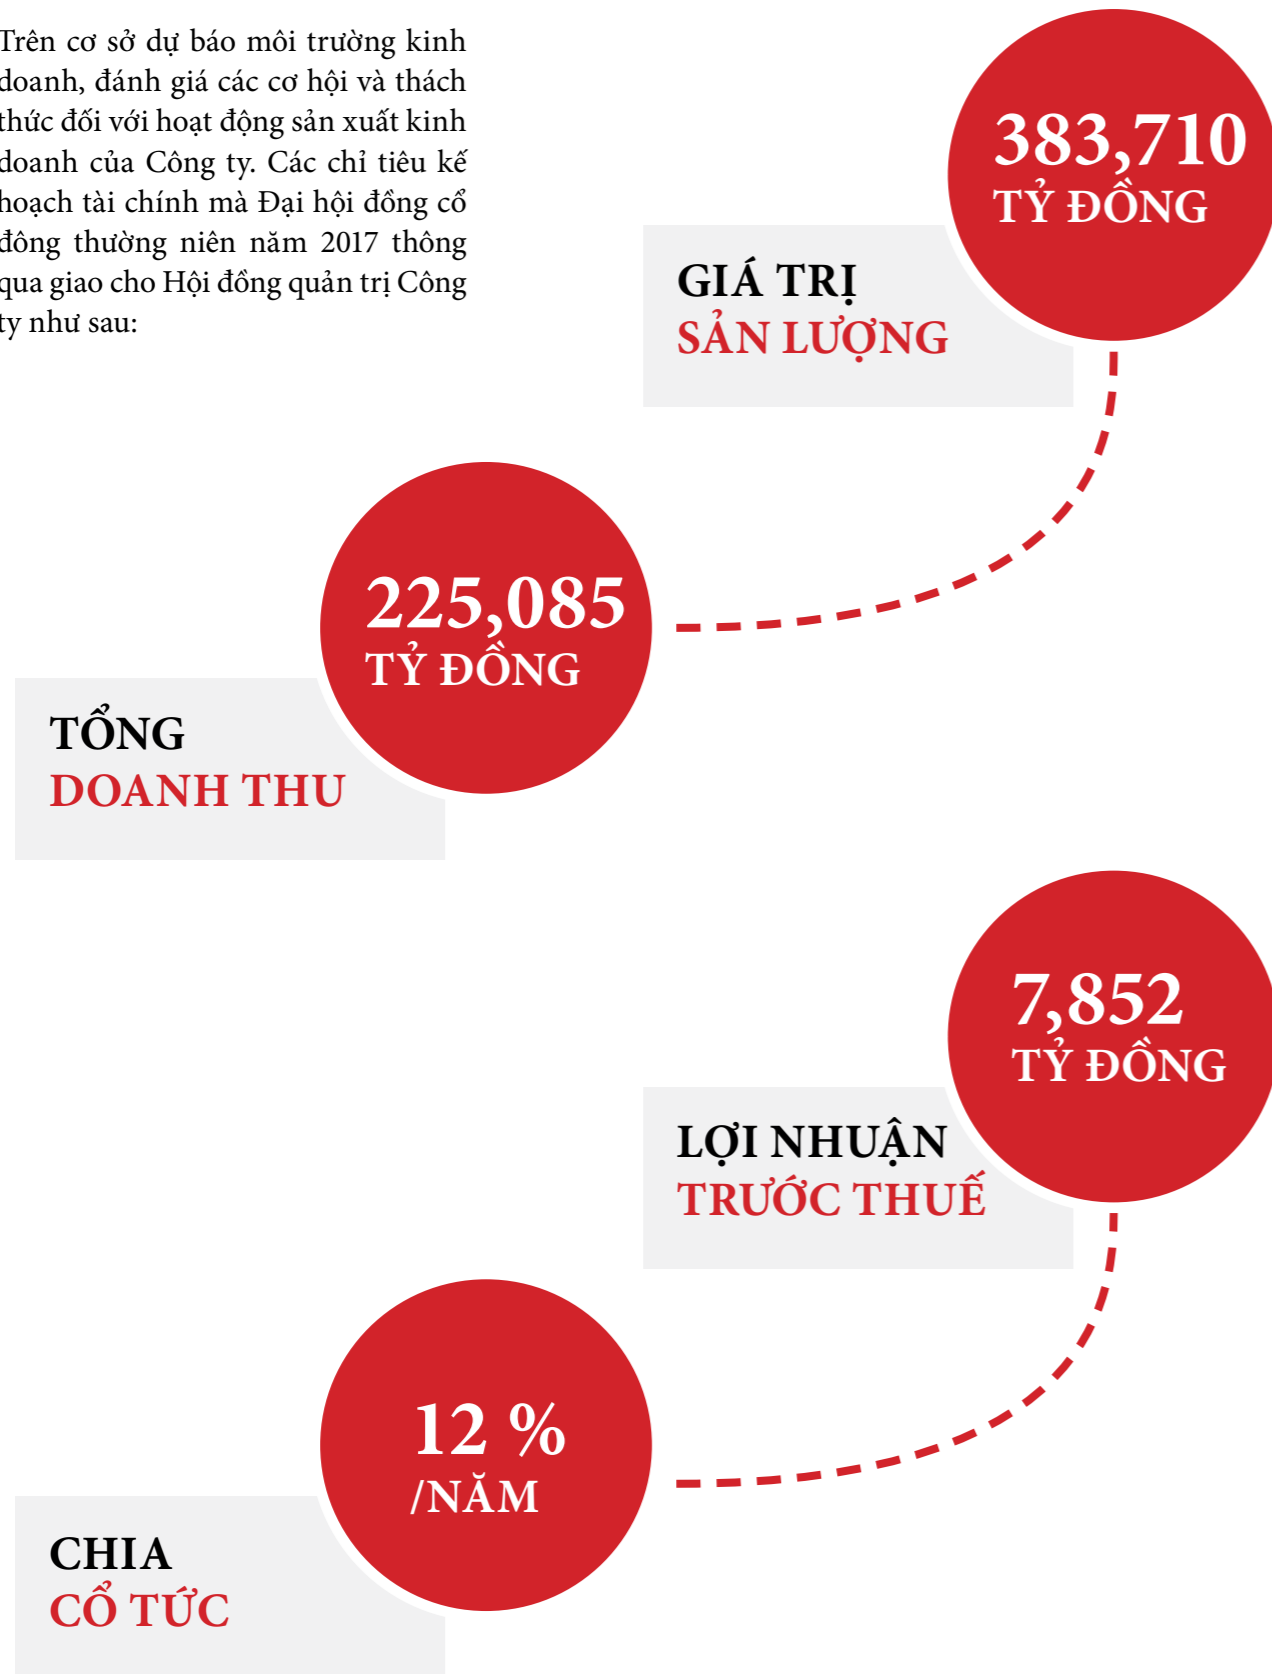 Trên cơ sở dự báo môi trường kinh
doanh, đánh giá các cơ hội và thách
thức đối với hoạt động sản xuất kinh
doanh của Công ty. Các chỉ tiêu kế
hoạch tài chính mà Đại hội đồng cổ
đông thường niên năm 2017 thông
qua giao cho Hội đồng quản trị Công
ty như sau:
383,710
TỶ ĐỒNG
GIÁ TRỊ
SẢN LƯỢNG
225,085
TỶ ĐỒNG
TỔNG
DOANH THU
7,852
TỶ ĐỒNG
LỢI NHUẬN
TRƯỚC THUẾ
12 %
/NĂM
CHIA
CỔ TỨC